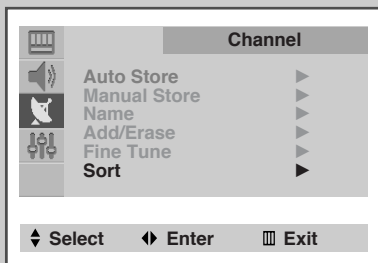 Channel
Auto Store
Manual Store
Name
Add/Erase
Fine Tune
Sort
Select Enter Exit